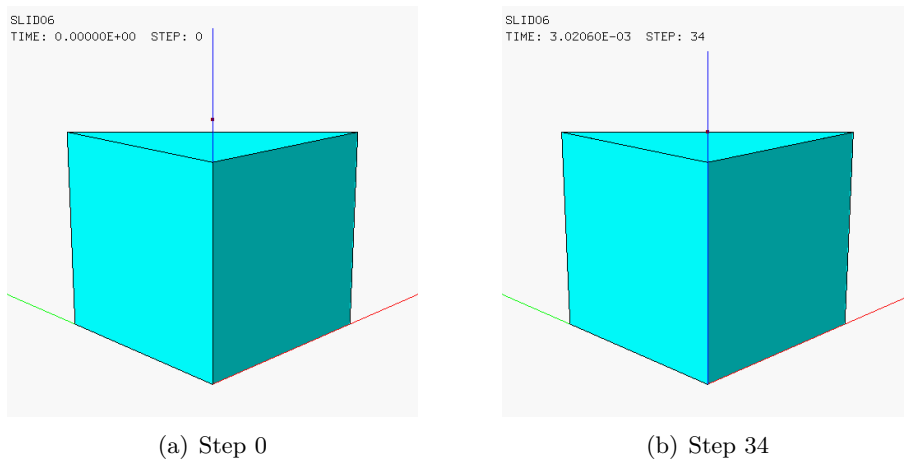 SLID06
TIME: 0.00000E+00 STEP: 0
SLID06
TIME: 3.02060E-03 STEP: 34
(a) Step 0
(b) Step 34